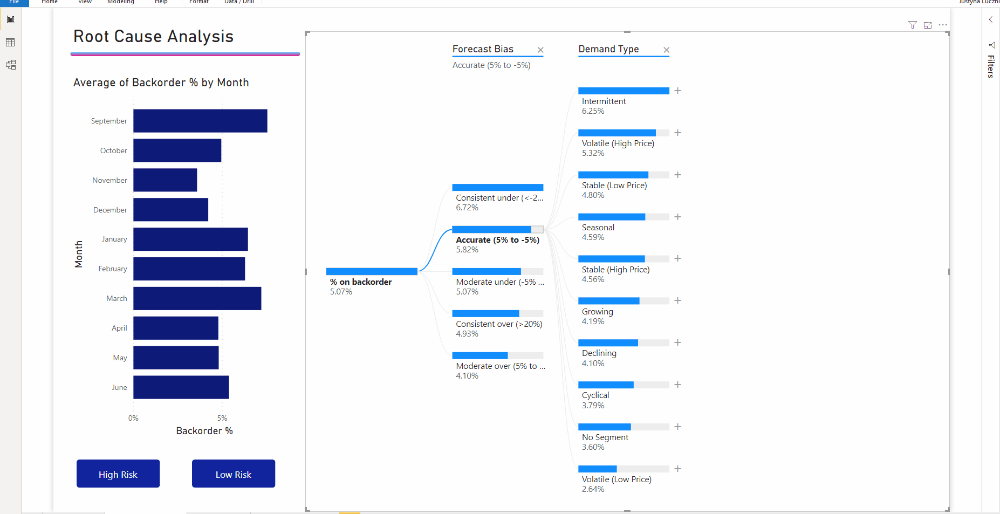 File Home View Modeling Help Format Data / Drill
Root Cause Analysis
Average of Backorder % by Month
September
October
November
December
January
February
March
April
May
June
Month
0% 5%
Backorder %
High Risk Low Risk
% on backorder
5.07%
Forecast Bias
Accurate (5% to -5%)
Consistent under (<-2...
6.72%
Accurate (5% to -5%)
5.82%
Moderate under (-5% ...
5.07%
Consistent over (>20%)
4.93%
Moderate over (5% to ...
4.10%
Demand Type
Intermittent
6.25%
Volatile (High Price)
5.32%
Stable (Low Price)
4.80%
Seasonal
4.59%
Stable (High Price)
4.56%
Growing
4.19%
Declining
4.10%
Cyclical
3.79%
No Segment
3.60%
Volatile (Low Price)
2.64%
Filters